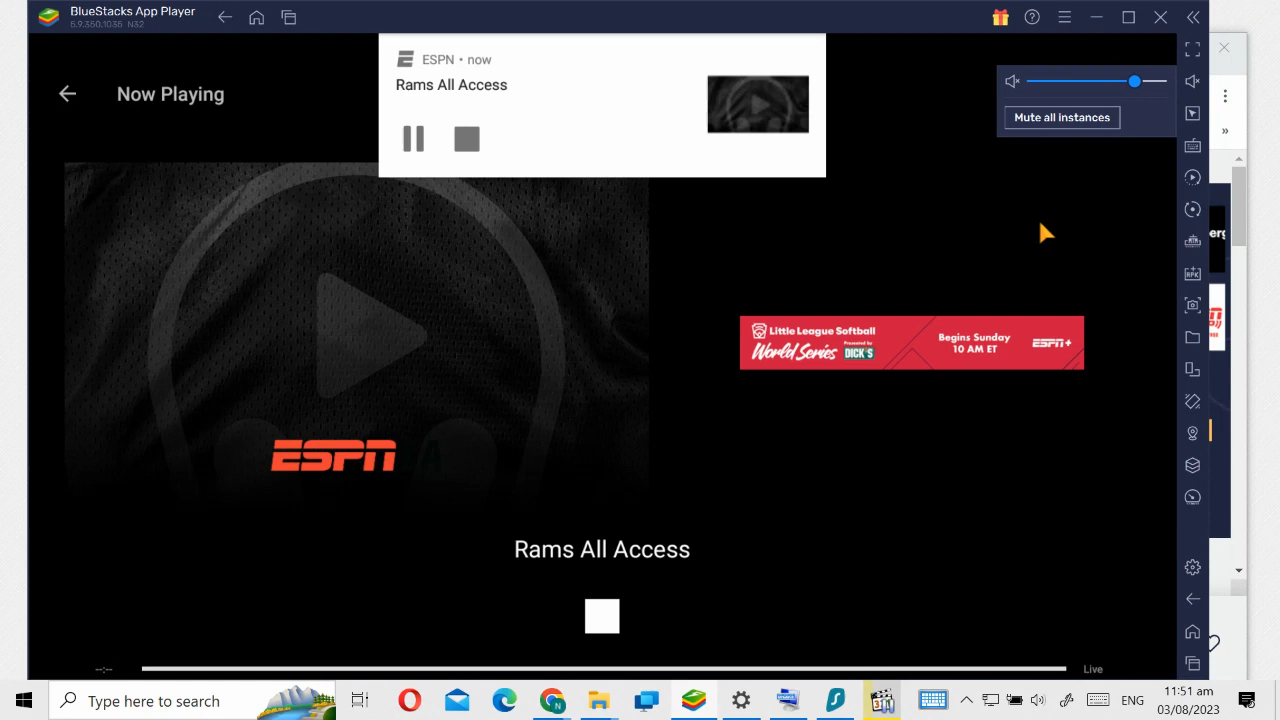 BlueStacks App Player
5.9.350.1035 N32
ESPN • now
Rams All Access
Now Playing
Mute all instances
Little League Softball
World Series
Presented by
DICK'S
Begins Sunday
10 AM ET
ESPN+
ESPN
Rams All Access
--:--
Live
Type here to search
ENG
11:51 am
03/08/2023